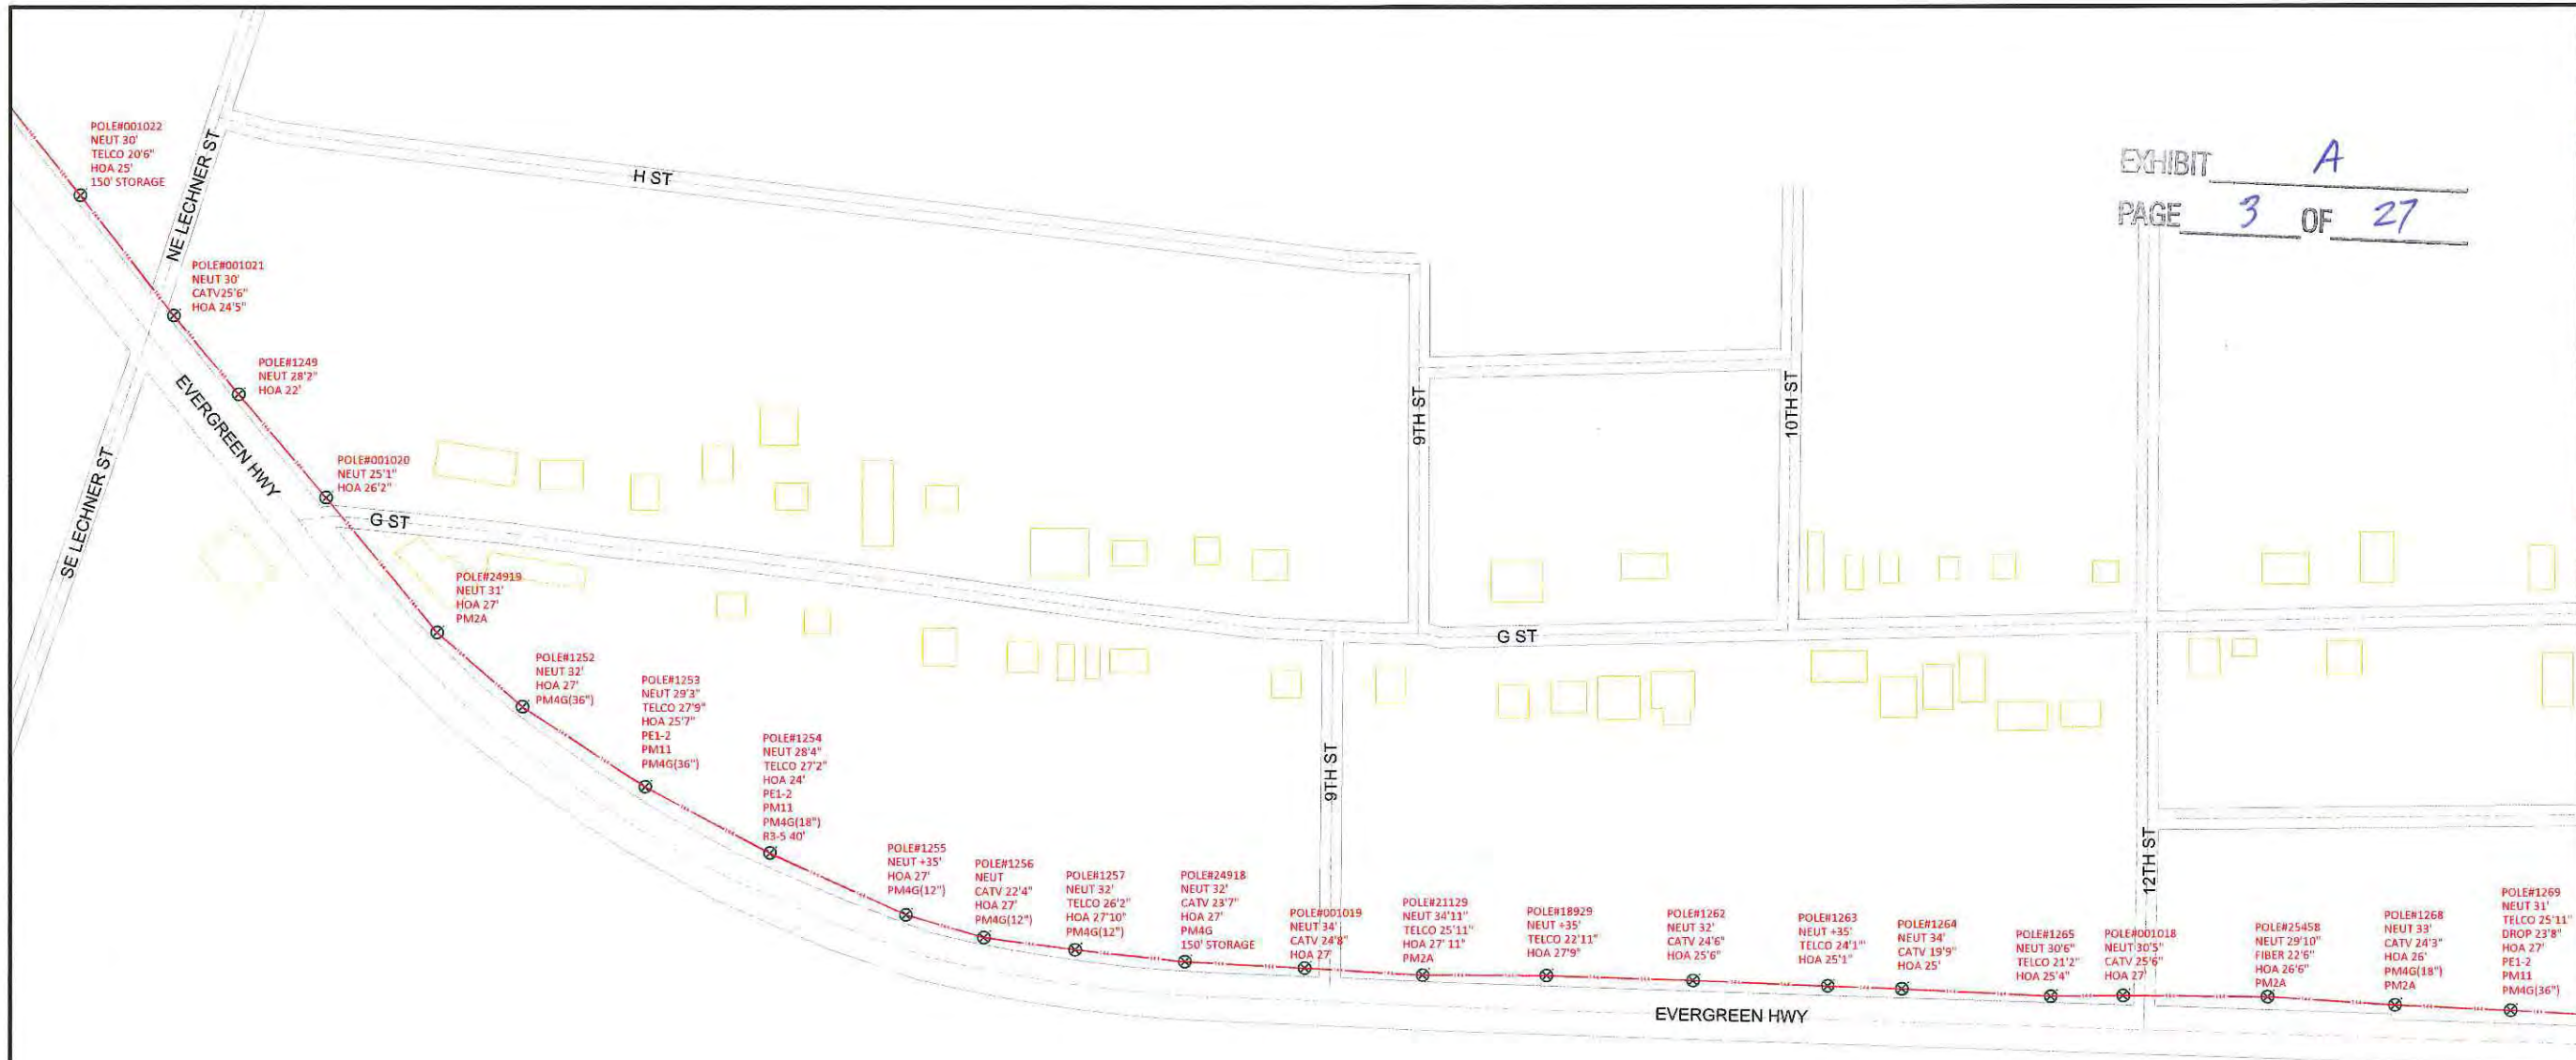 EXHIBIT A
PAGE 3 OF 27
POLE#001022
NEUT 30'
TELCO 20'6"
HOA 25'
150' STORAGE
NE LECHNER ST
H ST
POLE#001021
NEUT 30'
CATV25'6"
HOA 24'5"
POLE#1249
NEUT 28'2"
HOA 22'
EVERGREEN HWY
SE LECHNER ST
POLE#001020
NEUT 25'1"
HOA 26'2"
G ST
9TH ST
10TH ST
POLE#24919
NEUT 31'
HOA 27'
PM2A
G ST
POLE#1252
NEUT 32'
HOA 27'
PM4G(36")
POLE#1253
NEUT 29'3"
TELCO 27'9"
HOA 25'7"
PE1-2
PM11
PM4G(36")
POLE#1254
NEUT 28'4"
TELCO 27'2"
HOA 24'
PE1-2
PM11
PM4G(18")
R3-5 40'
9TH ST
12TH ST
POLE#1255
NEUT +35'
HOA 27'
PM4G(12")
POLE#1256
NEUT
CATV 22'4"
HOA 27'
PM4G(12")
POLE#1257
NEUT 32'
TELCO 26'2"
HOA 27'10"
PM4G(12")
POLE#24918
NEUT 32'
CATV 23'7"
HOA 27'
PM4G
150' STORAGE
POLE#001019
NEUT 34'
CATV 24'8"
HOA 27'
POLE#21129
NEUT 34'11"
TELCO 25'11"
HOA 27' 11"
PM2A
POLE#18929
NEUT +35'
TELCO 22'11"
HOA 27'9"
POLE#1262
NEUT 32'
CATV 24'6"
HOA 25'6"
POLE#1263
NEUT +35'
TELCO 24'1"
HOA 25'1"
POLE#1264
NEUT 34'
CATV 19'9"
HOA 25'
POLE#1265
NEUT 30'6"
TELCO 21'2"
HOA 25'4"
POLE#001018
NEUT 30'5"
CATV 25'6"
HOA 27'
POLE#25458
NEUT 29'10"
FIBER 22'6"
HOA 26'6"
PM2A
POLE#1268
NEUT 33'
CATV 24'3"
HOA 26'
PM4G(18")
PM2A
POLE#1269
NEUT 31'
TELCO 25'11"
DROP 23'8"
HOA 27'
PE1-2
PM11
PM4G(36")
EVERGREEN HWY